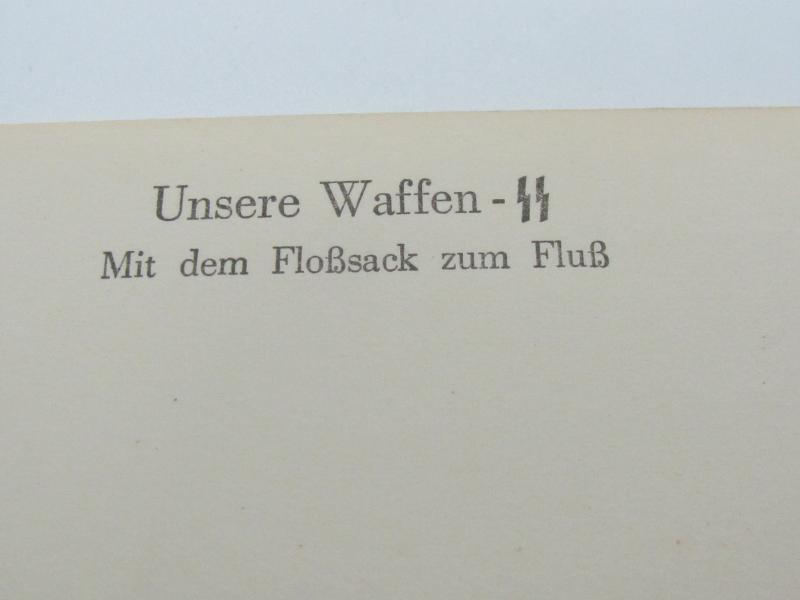 Unsere Waffen-ᛋᛋ
Mit dem Floßsack zum Fluß